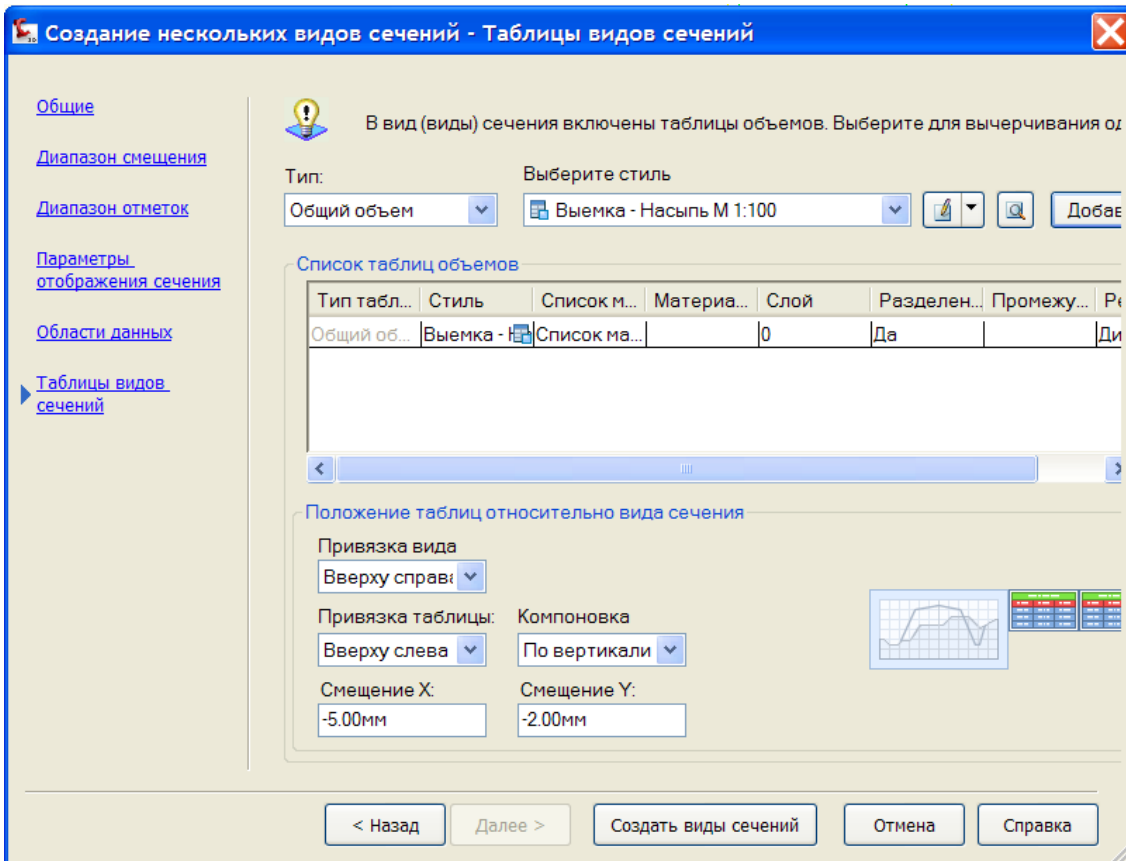 Создание нескольких видов сечений - Таблицы видов сечений
Общие
Диапазон смещения
Диапазон отметок
Параметры
отображения сечения
Области данных
Таблицы видов
сечений
В вид (виды) сечения включены таблицы объемов. Выберите для вычерчивания од
Тип:
Выберите стиль
Общий объем
Выемка - Насыпь М 1:100
Добав
Список таблиц объемов
Тип табл... Стиль Список м... Материа... Слой Разделен... Промежу... Ре
Общий об... Выемка - Н Список ма... 0 Да Ди
Положение таблиц относительно вида сечения
Привязка вида
Вверху справа
Привязка таблицы: Компоновка
Вверху слева По вертикали
Смещение X: Смещение Y:
-5.00мм -2.00мм
< Назад Далее > Создать виды сечений Отмена Справка